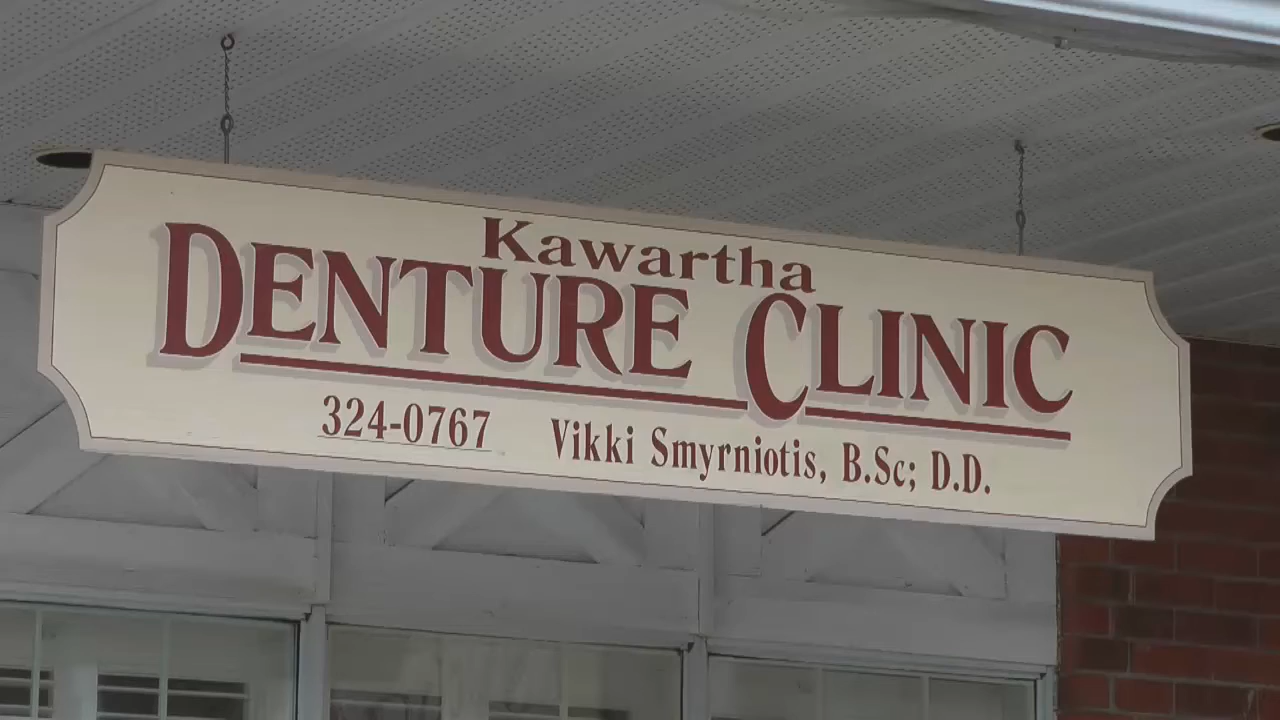 Kawartha
DENTURE CLINIC
324-0767 Vikki Smyrniotis, B.Sc; D.D.